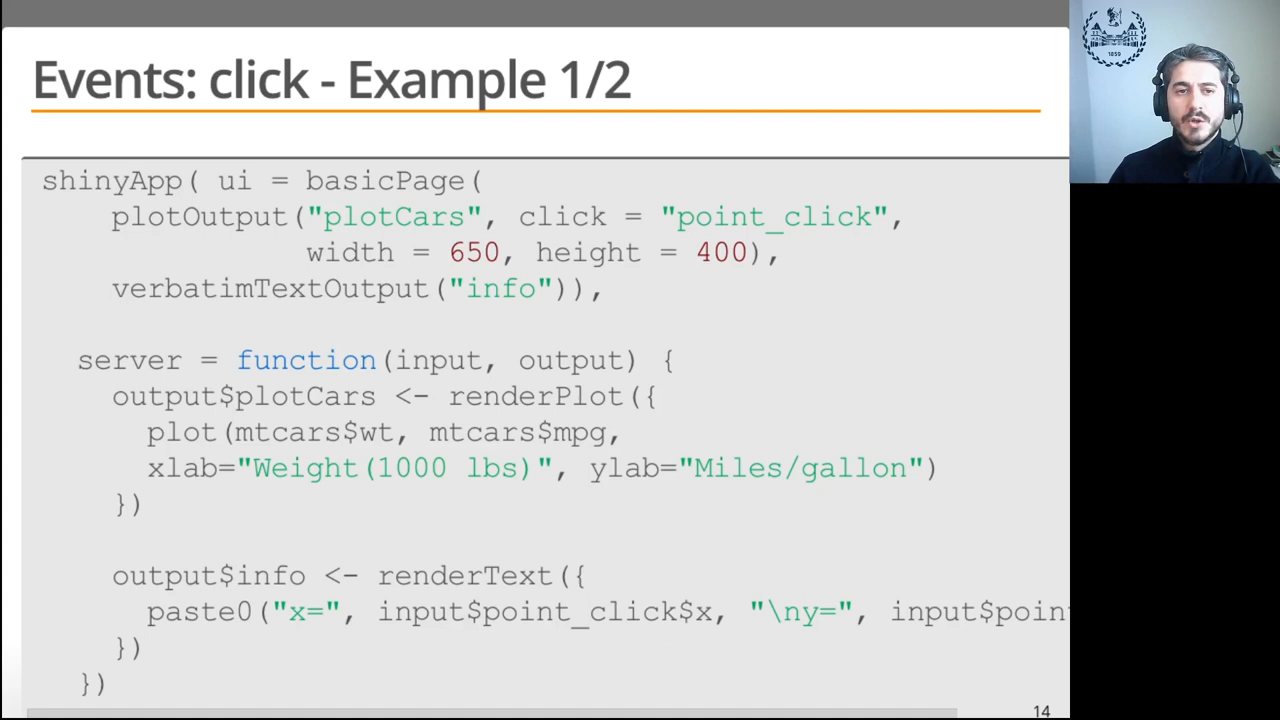 Events: click - Example 1/2
shinyApp( ui = basicPage(
    plotOutput("plotCars", click = "point_click",
               width = 650, height = 400),
    verbatimTextOutput("info")),
  server = function(input, output) {
    output$plotCars <- renderPlot({
      plot(mtcars$wt, mtcars$mpg,
      xlab="Weight(1000 lbs)", ylab="Miles/gallon")
    })
    output$info <- renderText({
      paste0("x=", input$point_click$x, "\ny=", input$poin
    })
  })
14
1859